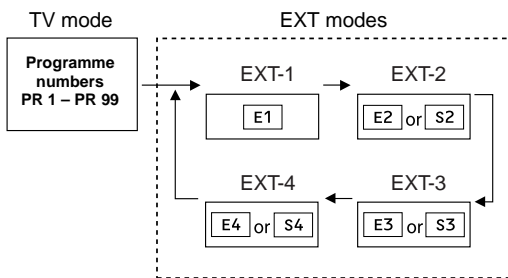 TV mode
EXT modes
Programme
numbers
PR 1 – PR 99
EXT-1
EXT-2
E1
E2 or S2
EXT-4
EXT-3
E4 or S4
E3 or S3